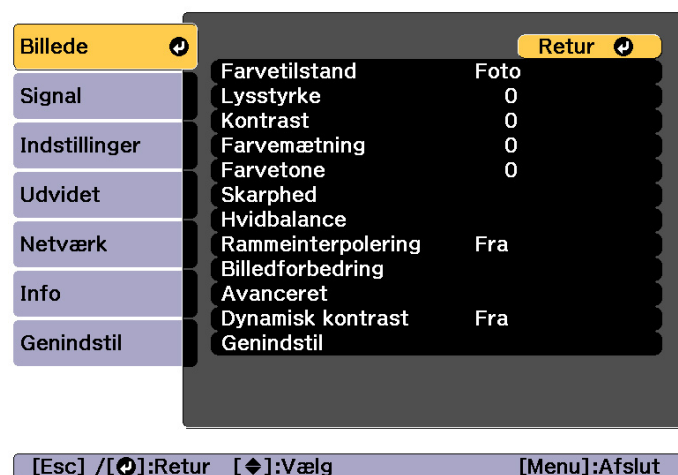 Billede
Signal
Indstillinger
Udvidet
Netværk
Info
Genindstil
Retur
Farvetilstand Foto
Lysstyrke 0
Kontrast 0
Farvemætning 0
Farvetone 0
Skarphed
Hvidbalance
Rammeinterpolering Fra
Billedforbedring
Avanceret
Dynamisk kontrast Fra
Genindstil
[Esc] /[ ]:Retur [ ]:Vælg [Menu]:Afslut